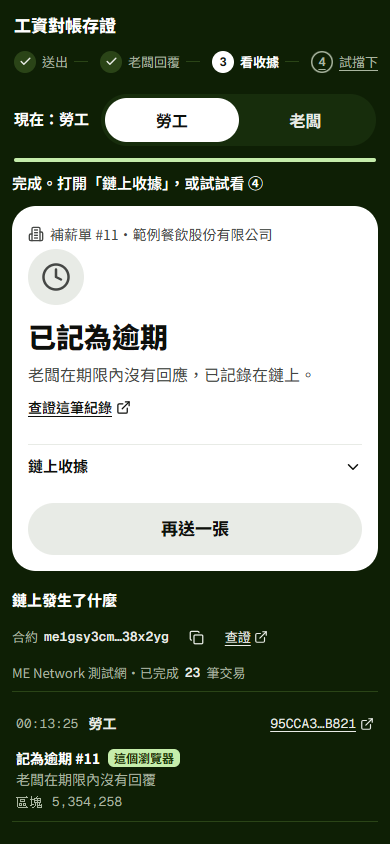 工資對帳存證
送出 老闆回覆 3 看收據 4 試擋下
現在：勞工 勞工 老闆
完成。打開「鏈上收據」，或試試看 ④
補薪單 #11・範例餐飲股份有限公司
已記為逾期
老闆在期限內沒有回應，已記錄在鏈上。
查證這筆紀錄
鏈上收據
再送一張
鏈上發生了什麼
合約 me1gsy3cm…38x2yg 查證
ME Network 測試網・已完成 23 筆交易
00:13:25 勞工 95CCA3…B821
記為逾期 #11 這個瀏覽器
老闆在期限內沒有回覆
區塊 5,354,258